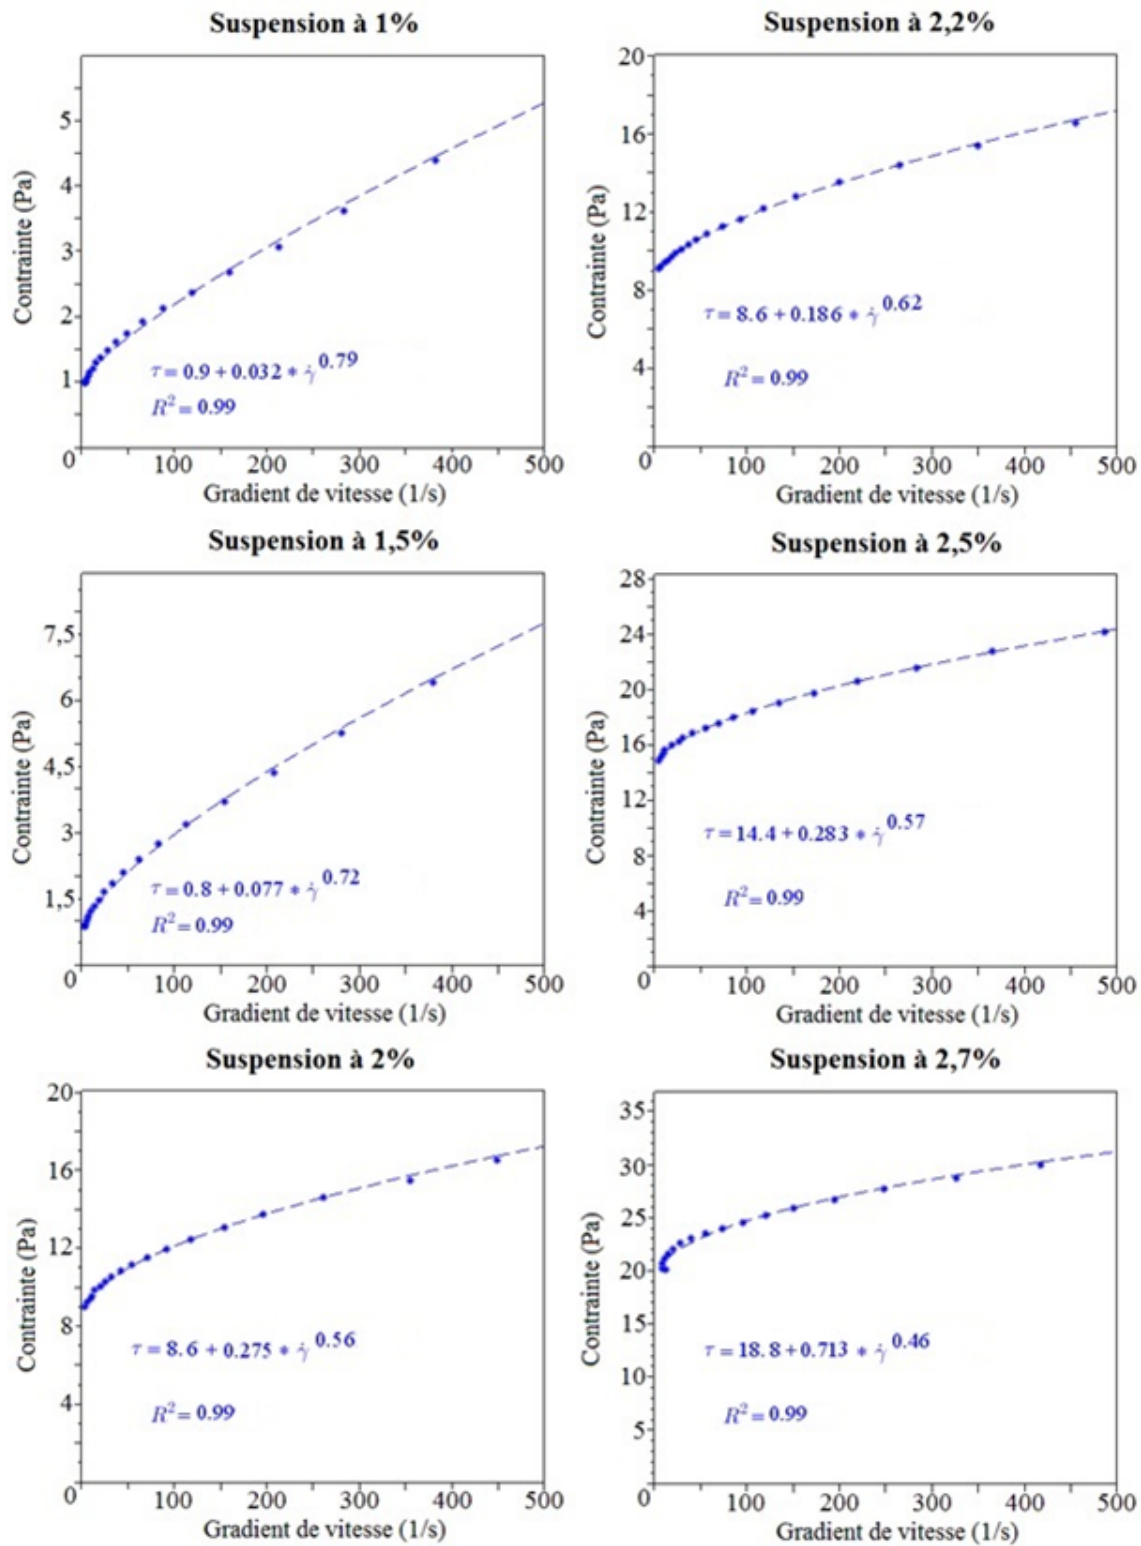 Suspension à 1%
Contrainte (Pa)
5
4
3
2
1
0 100 200 300 400 500
τ = 0.9 + 0.032 * γ̇^0.79
R² = 0.99
Gradient de vitesse (1/s)
Suspension à 2,2%
Contrainte (Pa)
20
16
12
8
4
0 100 200 300 400 500
τ = 8.6 + 0.186 * γ̇^0.62
R² = 0.99
Gradient de vitesse (1/s)
Suspension à 1,5%
Contrainte (Pa)
7,5
6
4,5
3
1,5
0 100 200 300 400 500
τ = 0.8 + 0.077 * γ̇^0.72
R² = 0.99
Gradient de vitesse (1/s)
Suspension à 2,5%
Contrainte (Pa)
28
24
20
16
12
8
4
0 100 200 300 400 500
τ = 14.4 + 0.283 * γ̇^0.57
R² = 0.99
Gradient de vitesse (1/s)
Suspension à 2%
Contrainte (Pa)
20
16
12
8
4
0 100 200 300 400 500
τ = 8.6 + 0.275 * γ̇^0.56
R² = 0.99
Gradient de vitesse (1/s)
Suspension à 2,7%
Contrainte (Pa)
35
30
25
20
15
10
5
0 100 200 300 400 500
τ = 18.8 + 0.713 * γ̇^0.46
R² = 0.99
Gradient de vitesse (1/s)